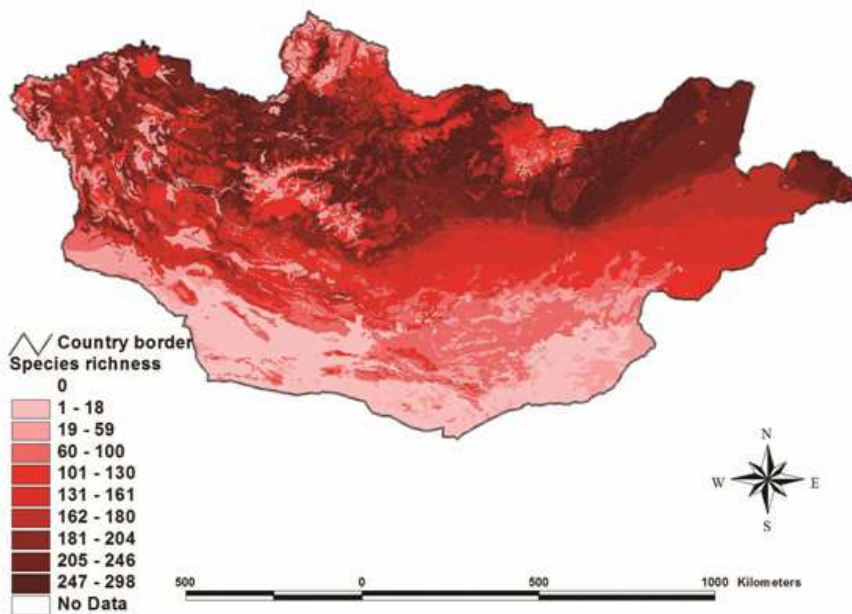 Country border
Species richness
0
1 - 18
19 - 59
60 - 100
101 - 130
131 - 161
162 - 180
181 - 204
205 - 246
247 - 298
No Data
N
W E
S
500 0 500 1000 Kilometers